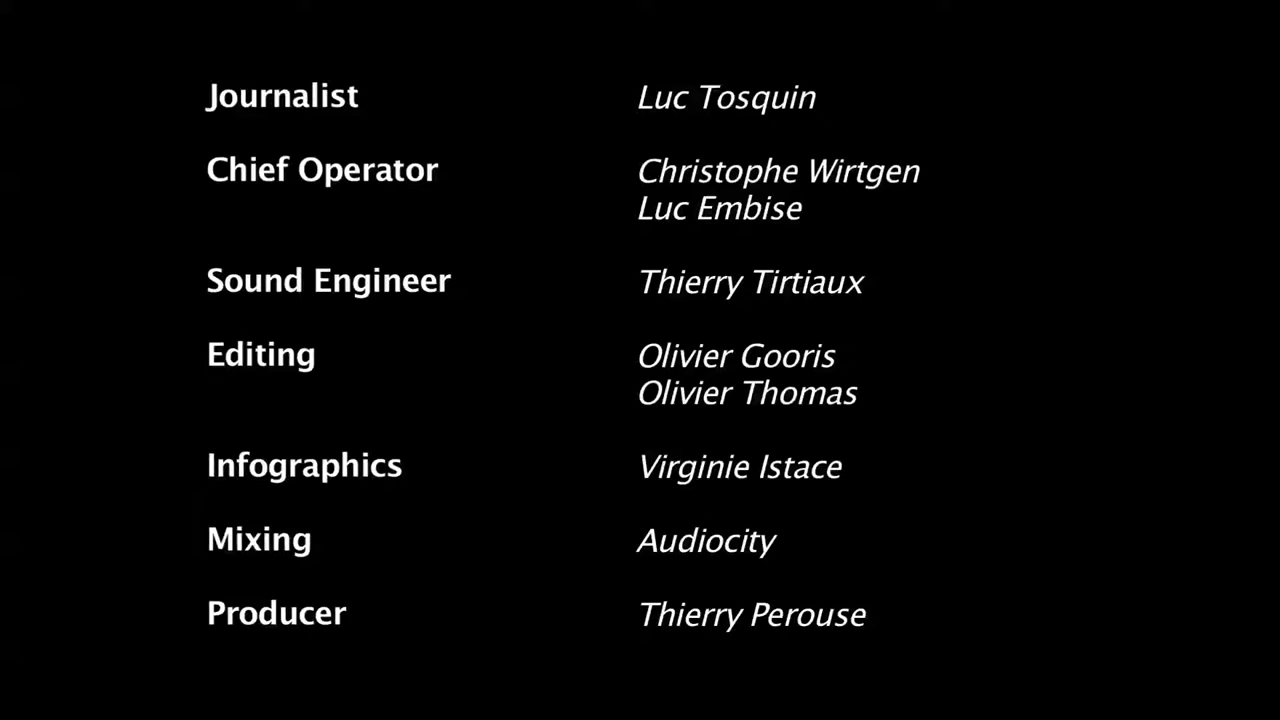 Journalist Luc Tosquin
Chief Operator Christophe Wirtgen
Luc Embise
Sound Engineer Thierry Tirtiaux
Editing Olivier Gooris
Olivier Thomas
Infographics Virginie Istace
Mixing Audiocity
Producer Thierry Perouse